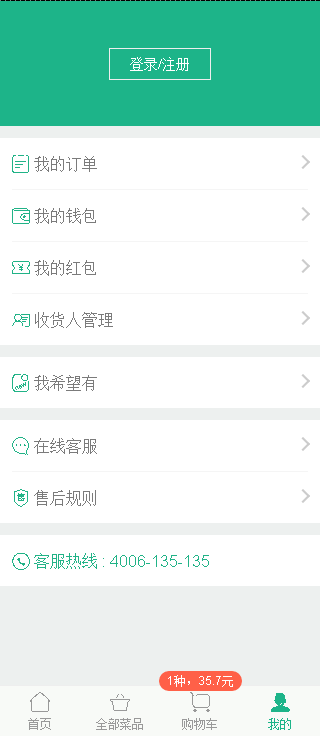 登录/注册
我的订单
我的钱包
我的红包
收货人管理
我希望有
在线客服
售后规则
客服热线 : 4006-135-135
1种，35.7元
首页
全部菜品
购物车
我的